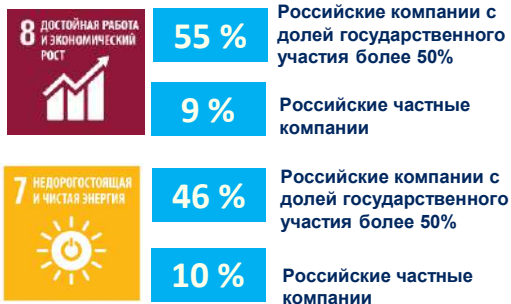 8 ДОСТОЙНАЯ РАБОТА
И ЭКОНОМИЧЕСКИЙ
РОСТ
55 %
Российские компании с
долей государственного
участия более 50%
9 %
Российские частные
компании
7 НЕДОРОГОСТОЯЩАЯ
И ЧИСТАЯ ЭНЕРГИЯ
46 %
Российские компании с
долей государственного
участия более 50%
10 %
Российские частные
компании